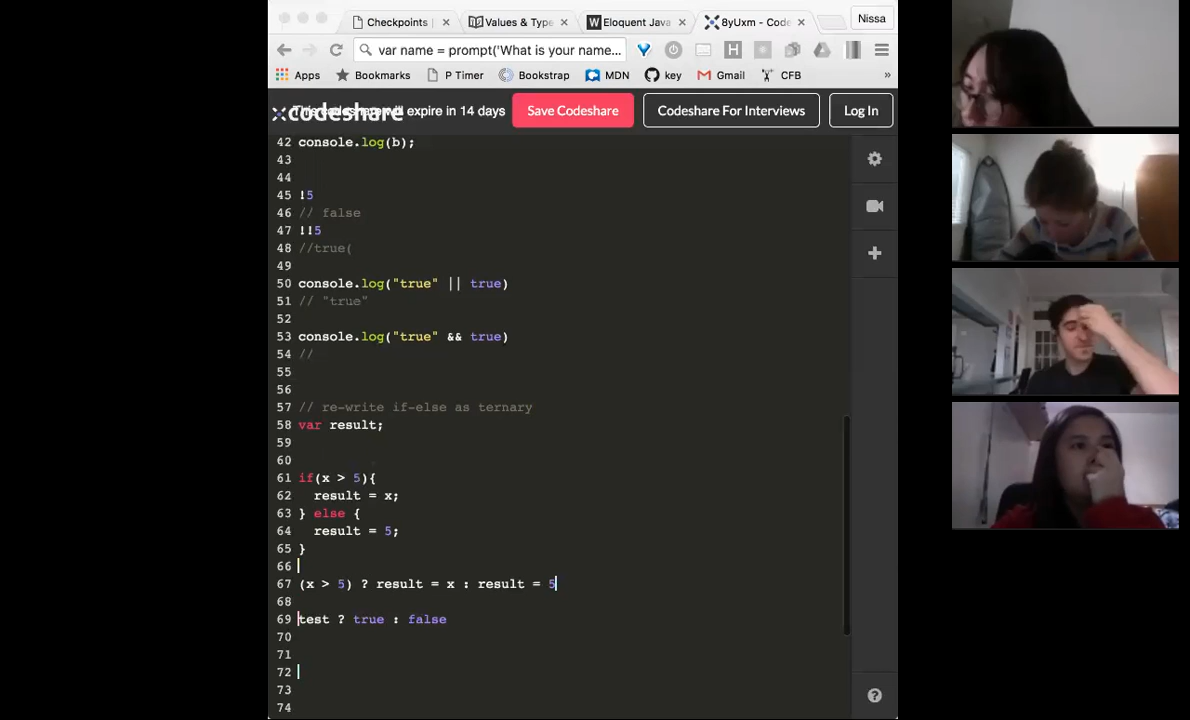 Checkpoints |
Values & Type
Eloquent Java
8yUxm - Code
Nissa
var name = prompt('What is your name...
Apps
Bookmarks
P Timer
Bookstrap
MDN
key
Gmail
CFB
»
codeshare
will expire in 14 days
Save Codeshare
Codeshare For Interviews
Log In
42 console.log(b);
43
44
45 !5
46 // false
47 !!5
48 //true(
49
50 console.log("true" || true)
51 // "true"
52
53 console.log("true" && true)
54 //
55
56
57 // re-write if-else as ternary
58 var result;
59
60
61 if(x > 5){
62 result = x;
63 } else {
64 result = 5;
65 }
66
67 (x > 5) ? result = x : result = 5
68
69 test ? true : false
70
71
72
73
74